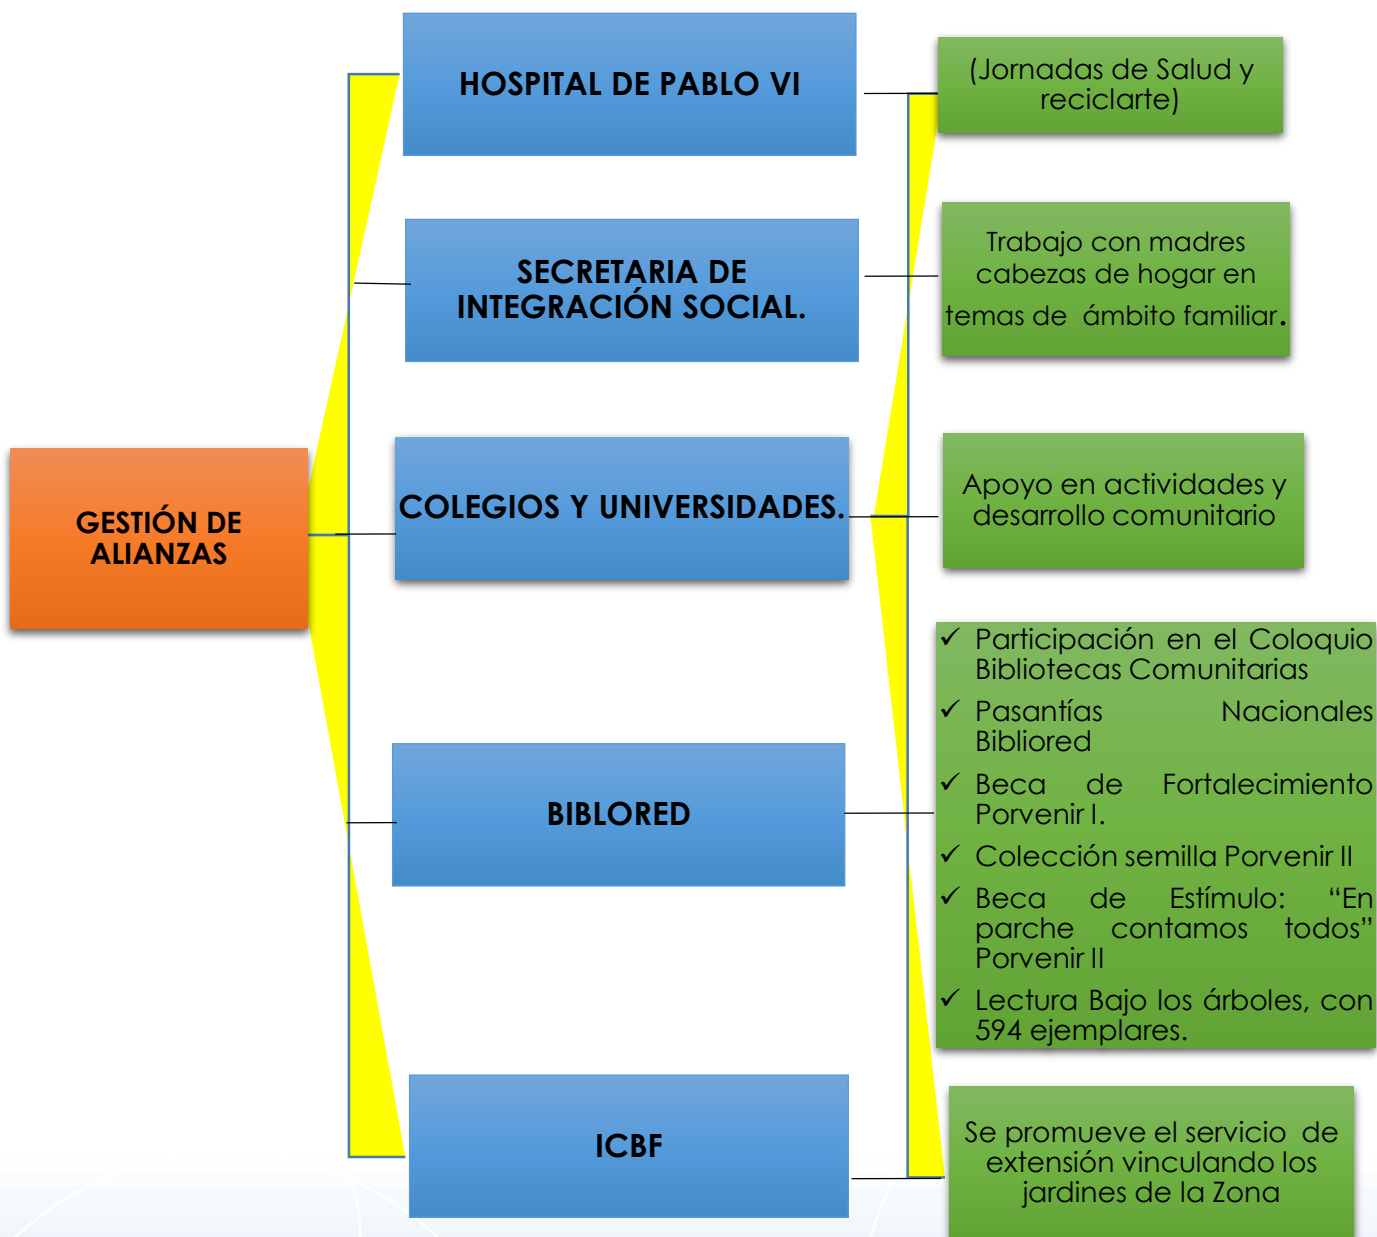 HOSPITAL DE PABLO VI
(Jornadas de Salud y
reciclarte)
SECRETARIA DE
INTEGRACIÓN SOCIAL.
Trabajo con madres
cabezas de hogar en
temas de ámbito familiar.
GESTIÓN DE
ALIANZAS
COLEGIOS Y UNIVERSIDADES.
Apoyo en actividades y
desarrollo comunitario
BIBLORED
✓ Participación en el Coloquio
Bibliotecas Comunitarias
✓ Pasantías Nacionales
Bibliored
✓ Beca de Fortalecimiento
Porvenir I.
✓ Colección semilla Porvenir II
✓ Beca de Estímulo: “En
parche contamos todos”
Porvenir II
✓ Lectura Bajo los árboles, con
594 ejemplares.
ICBF
Se promueve el servicio de
extensión vinculando los
jardines de la Zona